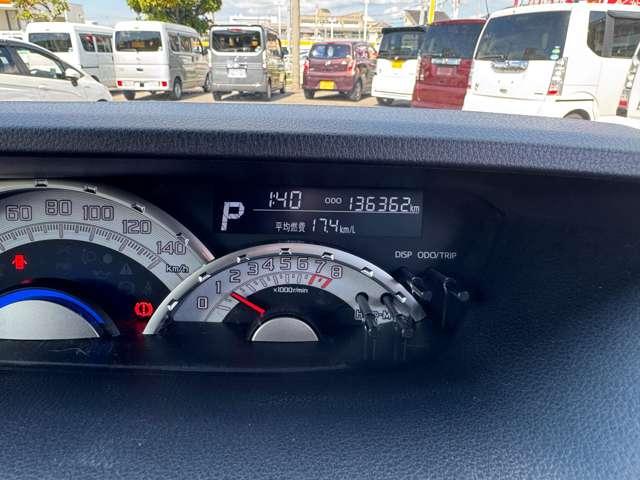 1:40 ODO 136362 km
P
平均燃費 17.4 km/L
DISP ODO/TRIP
60 80 100 120 140
km/h
0 1 2 3 4 5 6 7 8
×1000r/min